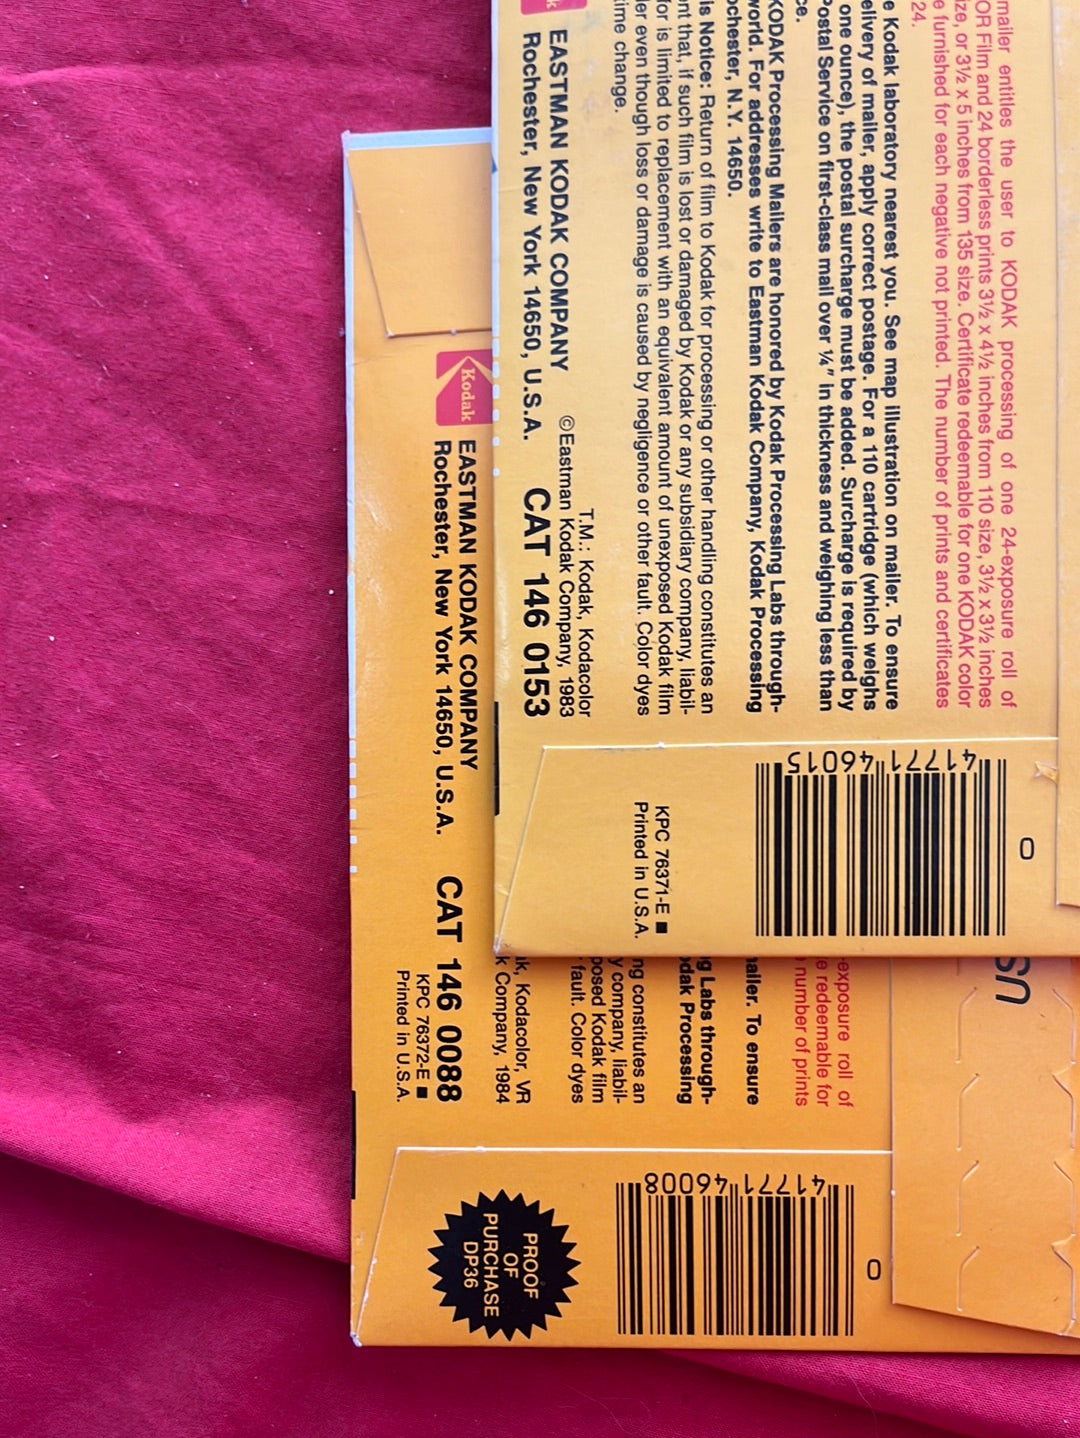 mailer entitles the user to KODAK processing of one 24-exposure roll of
OR Film and 24 borderless prints 3½ x 4½ inches from 110 size, 3½ x 3½ inches
ize, or 3½ x 5 inches from 135 size. Certificate redeemable for one KODAK color
e furnished for each negative not printed. The number of prints and certificates
24.
e Kodak laboratory nearest you. See map illustration on mailer. To ensure
elivery of mailer, apply correct postage. For a 110 cartridge (which weighs
one ounce), the postal surcharge must be added. Surcharge is required by
Postal Service on first-class mail over ¼" in thickness and weighing less than
ce.
KODAK Processing Mailers are honored by Kodak Processing Labs through-
world. For addresses write to Eastman Kodak Company, Kodak Processing
ochester, N.Y. 14650.
is Notice: Return of film to Kodak for processing or other handling constitutes an
nt that, if such film is lost or damaged by Kodak or any subsidiary company, liabil-
for is limited to replacement with an equivalent amount of unexposed Kodak film
er even though loss or damage is caused by negligence or other fault. Color dyes
time change.
T.M.: Kodak, Kodacolor
©Eastman Kodak Company, 1983
k
EASTMAN KODAK COMPANY
Rochester, New York 14650, U.S.A.
CAT 146 0153
0
41771 46015
KPC 76371-E ■
Printed in U.S.A.
-exposure roll of
e redeemable for
number of prints
ailer. To ensure
g Labs through-
dak Processing
ng constitutes an
y company, liabil-
posed Kodak film
fault. Color dyes
k, Kodacolor, VR
k Company, 1984
Kodak
EASTMAN KODAK COMPANY
Rochester, New York 14650, U.S.A.
CAT 146 0088
KPC 76372-E ■
Printed in U.S.A.
0
41771 46008
PROOF
OF
PURCHASE
DP36